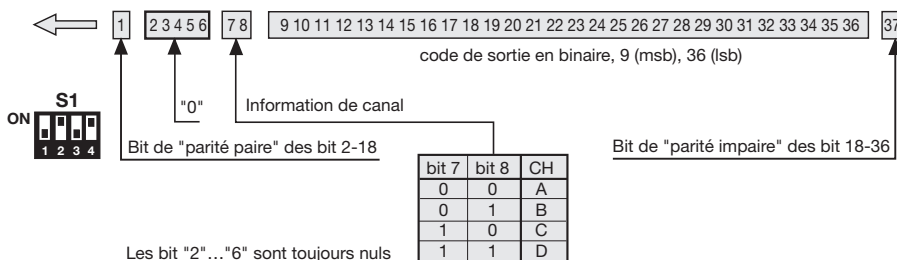 1 2 3 4 5 6 7 8 9 10 11 12 13 14 15 16 17 18 19 20 21 22 23 24 25 26 27 28 29 30 31 32 33 34 35 36 37
code de sortie en binaire, 9 (msb), 36 (lsb)
S1
ON
1 2 3 4
"0"
Information de canal
Bit de "parité paire" des bit 2-18
Bit de "parité impaire" des bit 18-36
bit 7 bit 8 CH
0 0 A
0 1 B
1 0 C
1 1 D
Les bit "2"…"6" sont toujours nuls